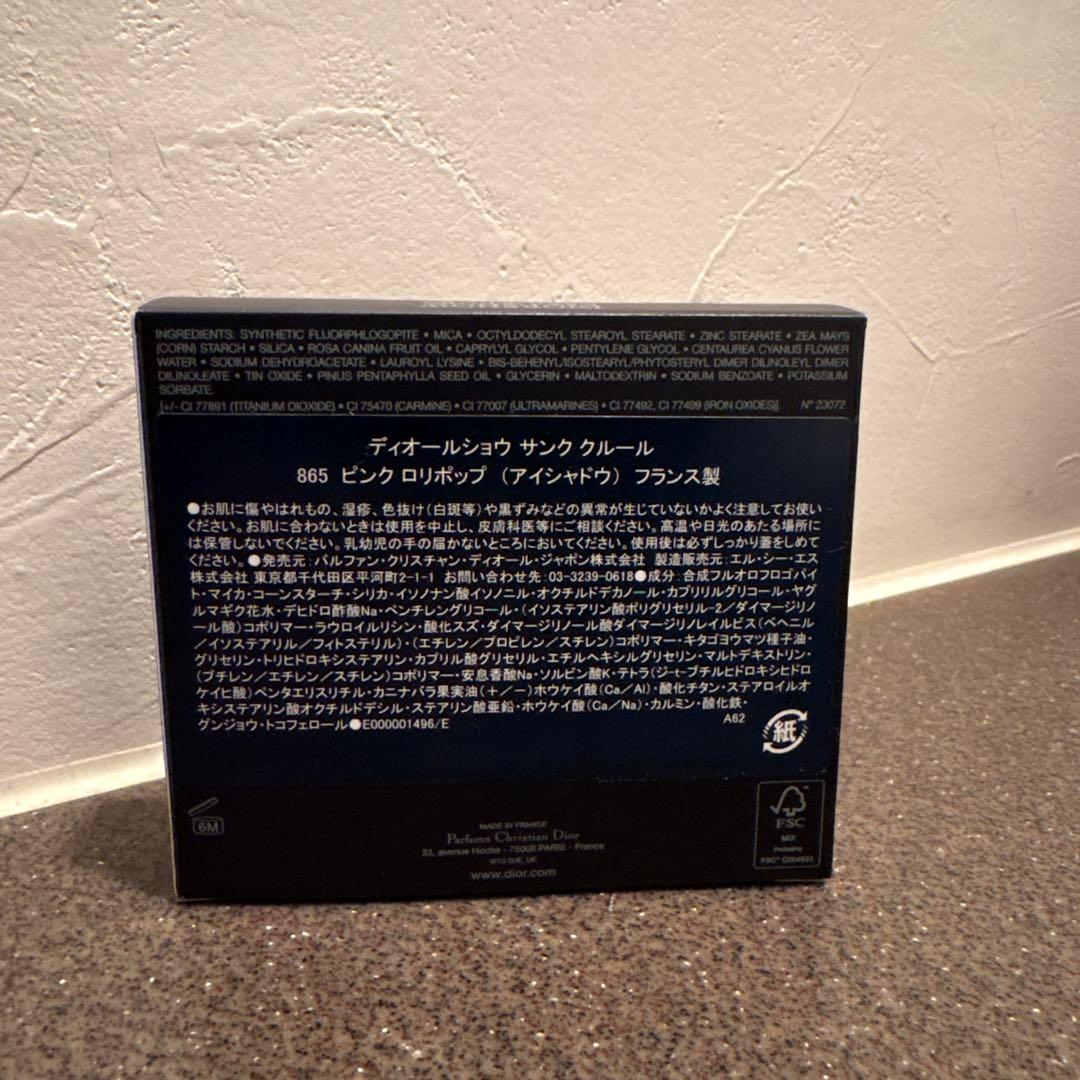 INGREDIENTS: SYNTHETIC FLUORPHLOGOPITE • MICA • OCTYLDODECYL STEAROYL STEARATE • ZINC STEARATE • ZEA MAYS
(CORN) STARCH • SILICA • ROSA CANINA FRUIT OIL • CAPRYLYL GLYCOL • PENTYLENE GLYCOL • CENTAUREA CYANUS FLOWER
WATER • SODIUM DEHYDROACETATE • LAUROYL LYSINE • BIS-BEHENYL/ISOSTEARYL/PHYTOSTERYL DIMER DILINOLEYL DIMER
DILINOLEATE • TIN OXIDE • PINUS PENTAPHYLLA SEED OIL • GLYCERIN • MALTODEXTRIN • SODIUM BENZOATE • POTASSIUM
SORBATE.
[+/- CI 77891 (TITANIUM DIOXIDE) • CI 75470 (CARMINE) • CI 77007 (ULTRAMARINES) • CI 77492, CI 77499 (IRON OXIDES)]. N° 23072
ディオールショウ サンク クルール
865 ピンク ロリポップ (アイシャドウ) フランス製
●お肌に傷やはれもの、湿疹、色抜け(白斑等)や黒ずみなどの異常が生じていないかよく注意してお使い
ください。お肌に合わないときは使用を中止し、皮膚科医等にご相談ください。高温や日光のあたる場所に
は保管しないでください。乳幼児の手の届かないところにおいてください。使用後は必ずしっかり蓋をしめて
ください。●発売元:パルファン・クリスチャン・ディオール・ジャポン株式会社 製造販売元:エル・シー・エス
株式会社 東京都千代田区平河町2-1-1 お問い合わせ先:03-3239-0618●成分:合成フルオロフロゴパイ
ト・マイカ・コーンスターチ・シリカ・イソノナン酸イソノニル・オクチルドデカノール・カプリリルグリコール・ヤグ
ルマギク花水・デヒドロ酢酸Na・ペンチレングリコール・(イソステアリン酸ポリグリセリル-2/ダイマージリノ
ール酸)コポリマー・ラウロイルリシン・酸化スズ・ダイマージリノール酸ダイマージリノレイルビス(ベヘニル
/イソステアリル/フィトステリル)・(エチレン/プロピレン/スチレン)コポリマー・キタゴヨウマツ種子油・
グリセリン・トリヒドロキシステアリン・カプリル酸グリセリル・エチルヘキシルグリセリン・マルトデキストリン・
(ブチレン/エチレン/スチレン)コポリマー・安息香酸Na・ソルビン酸K・テトラ(ジ-t-ブチルヒドロキシヒドロ
ケイヒ酸)ペンタエリスリチル・カニナバラ果実油(+/-)ホウケイ酸(Ca/Al)・酸化チタン・ステアロイルオ
キシステアリン酸オクチルドデシル・ステアリン酸亜鉛・ホウケイ酸(Ca/Na)・カルミン・酸化鉄・
グンジョウ・トコフェロール●E000001496/E A62
紙
6M
MADE IN FRANCE
Parfums Christian Dior
33, avenue Hoche - 75008 PARIS - France
W1S 9JE, UK
www.dior.com
FSC
MIX
Packaging